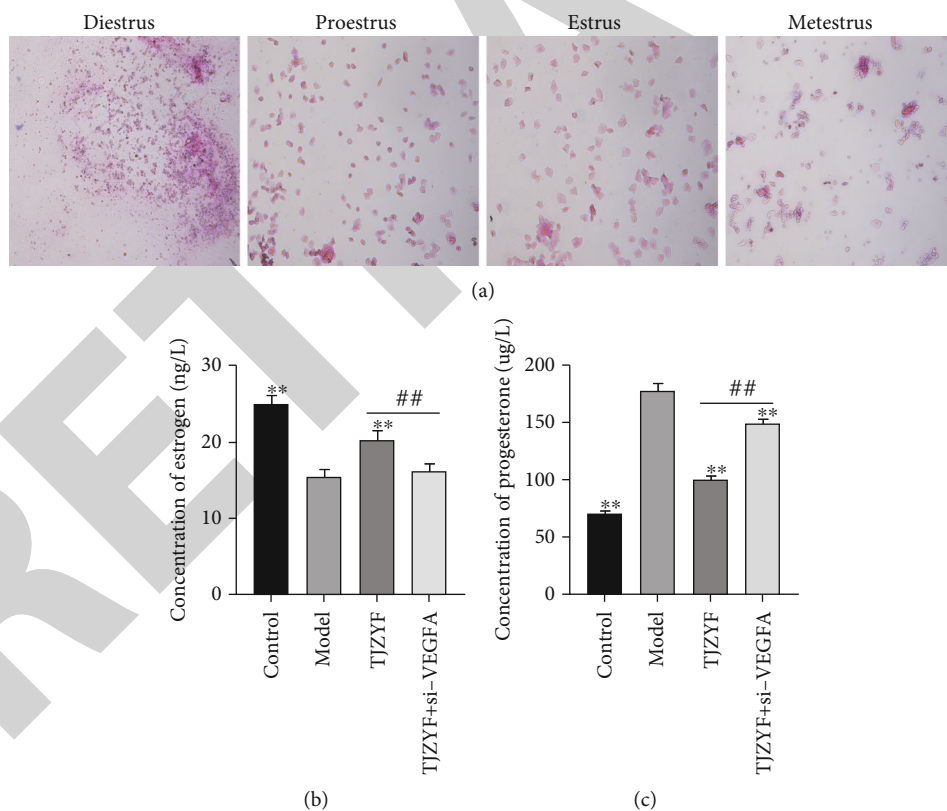 Diestrus
Proestrus
Estrus
Metestrus
(a)
Concentration of estrogen (ng/L)
30
20
10
0
**
**
##
Control
Model
TJZYF
TJZYF+si–VEGFA
(b)
Concentration of progesterone (ug/L)
200
150
100
50
0
**
**
**
##
Control
Model
TJZYF
TJZYF+si–VEGFA
(c)